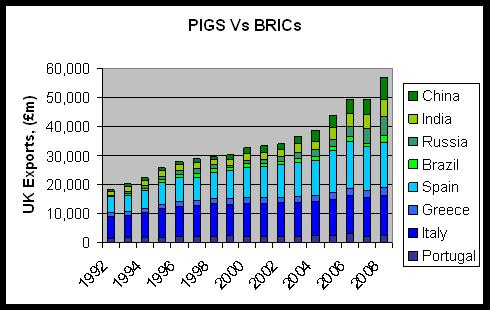 PIGS Vs BRICs
UK Exports, (£m)
60,000
50,000
40,000
30,000
20,000
10,000
0
1992
1994
1996
1998
2000
2002
2004
2006
2008
China
India
Russia
Brazil
Spain
Greece
Italy
Portugal